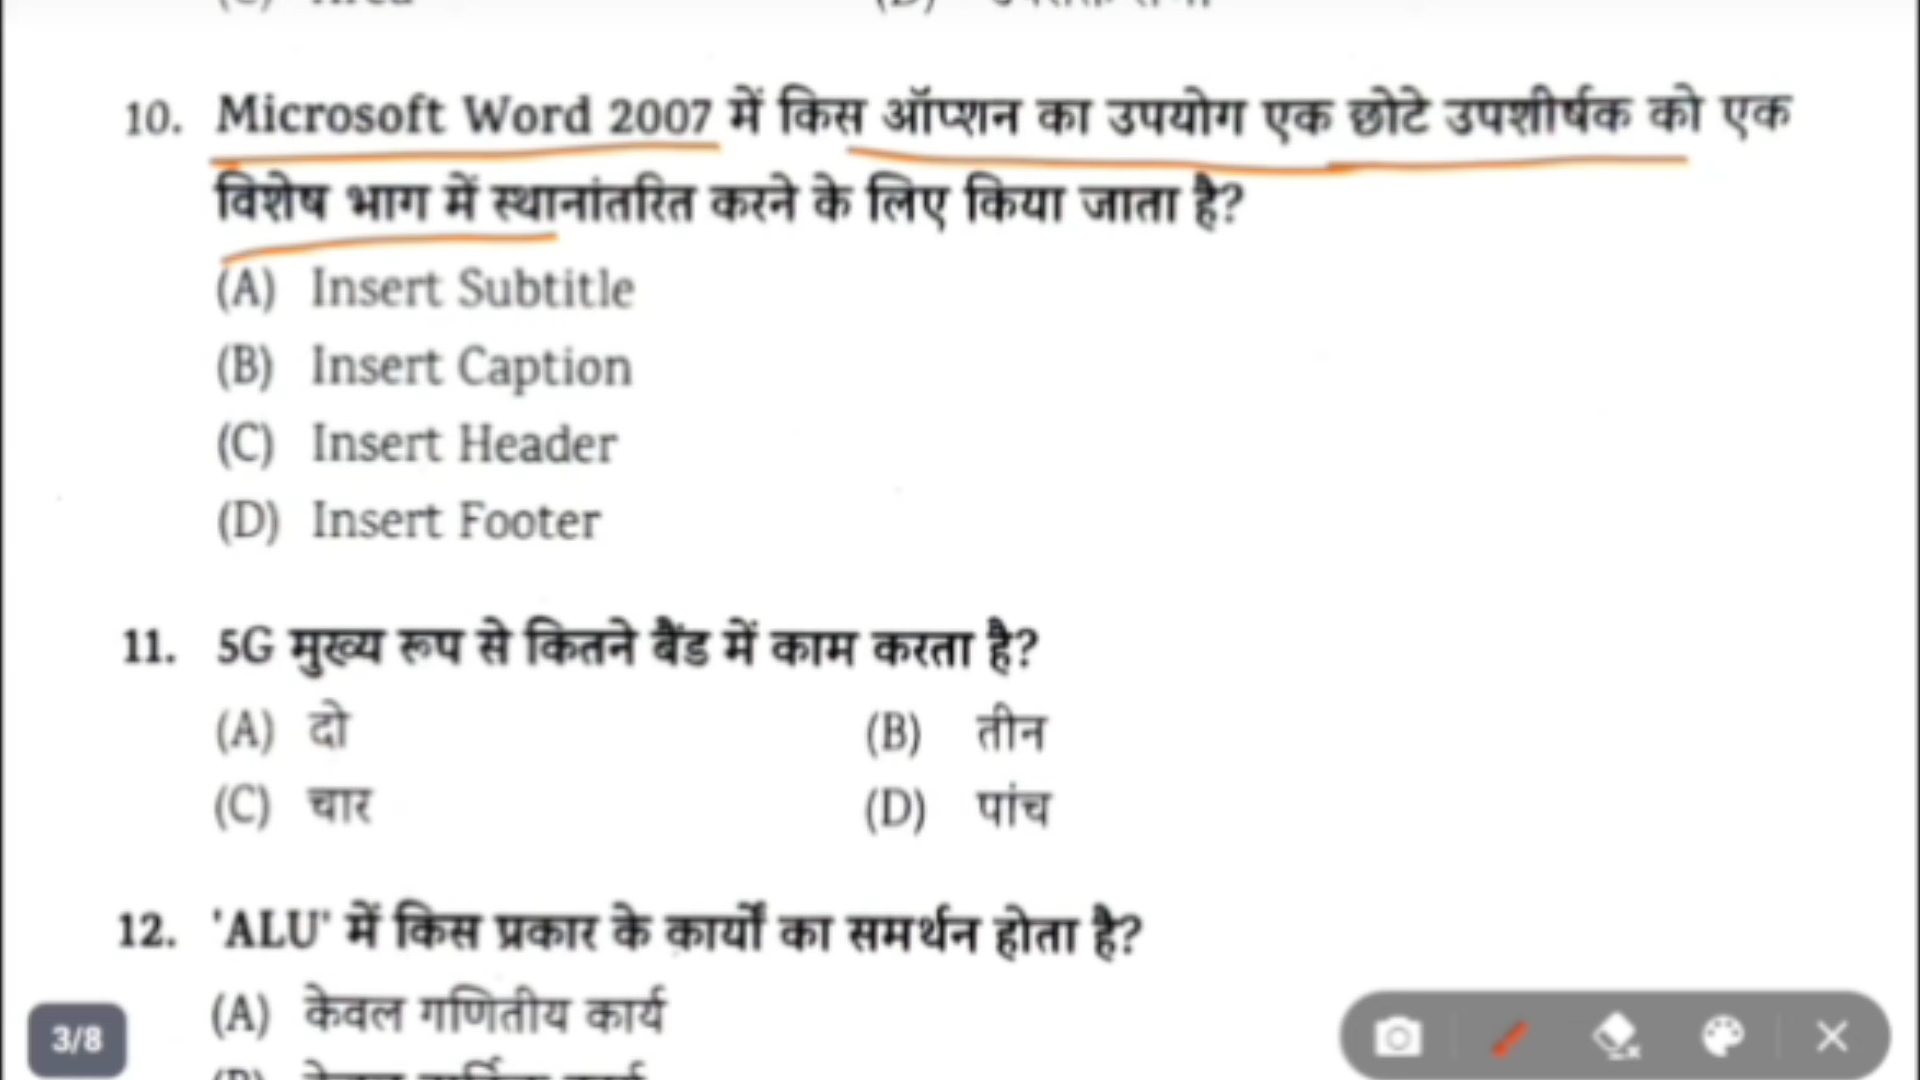 10. Microsoft Word 2007 में किस ऑप्शन का उपयोग एक छोटे उपशीर्षक को एक
विशेष भाग में स्थानांतरित करने के लिए किया जाता है?
(A) Insert Subtitle
(B) Insert Caption
(C) Insert Header
(D) Insert Footer
11. 5G मुख्य रूप से कितने बैंड में काम करता है?
(A) दो (B) तीन
(C) चार (D) पांच
12. 'ALU' में किस प्रकार के कार्यों का समर्थन होता है?
(A) केवल गणितीय कार्य
3/8